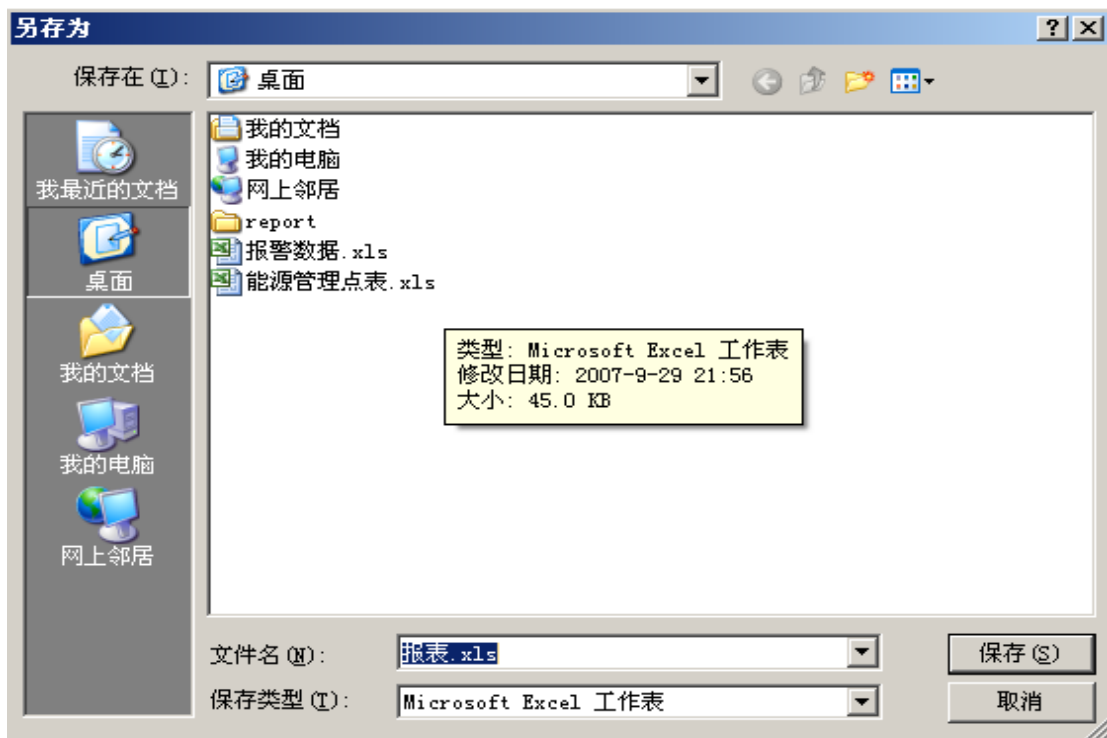 另存为
保存在(I): 桌面
我最近的文档
桌面
我的文档
我的电脑
网上邻居
我的文档
我的电脑
网上邻居
report
报警数据.xls
能源管理点表.xls
类型: Microsoft Excel 工作表
修改日期: 2007-9-29 21:56
大小: 45.0 KB
文件名(N): 报表.xls 保存(S)
保存类型(T): Microsoft Excel 工作表 取消